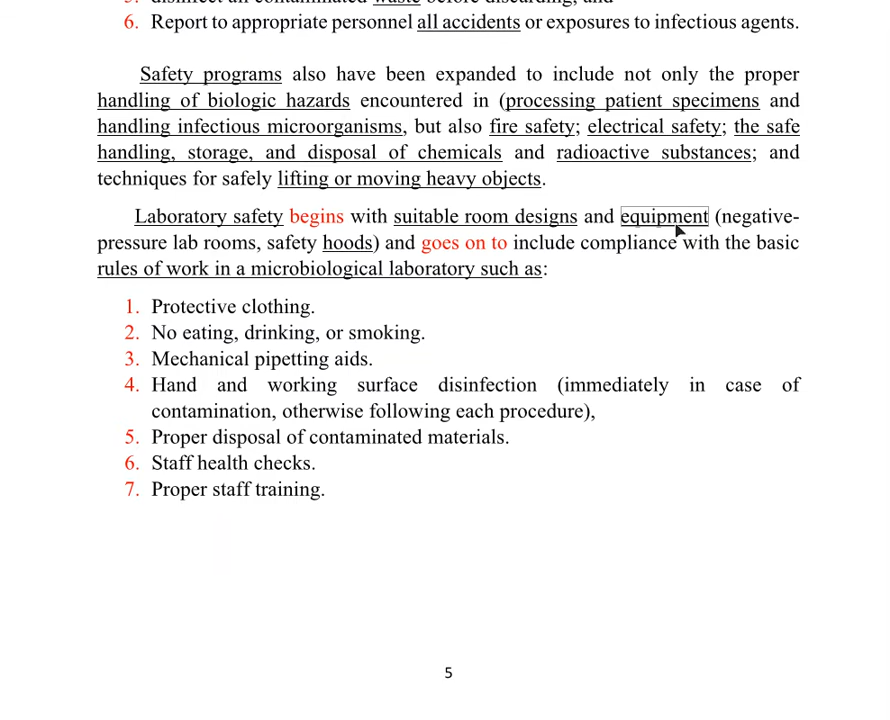 6. Report to appropriate personnel all accidents or exposures to infectious agents.
Safety programs also have been expanded to include not only the proper
handling of biologic hazards encountered in (processing patient specimens and
handling infectious microorganisms, but also fire safety; electrical safety; the safe
handling, storage, and disposal of chemicals and radioactive substances; and
techniques for safely lifting or moving heavy objects.
Laboratory safety begins with suitable room designs and equipment (negative-
pressure lab rooms, safety hoods) and goes on to include compliance with the basic
rules of work in a microbiological laboratory such as:
1. Protective clothing.
2. No eating, drinking, or smoking.
3. Mechanical pipetting aids.
4. Hand and working surface disinfection (immediately in case of
contamination, otherwise following each procedure),
5. Proper disposal of contaminated materials.
6. Staff health checks.
7. Proper staff training.
5